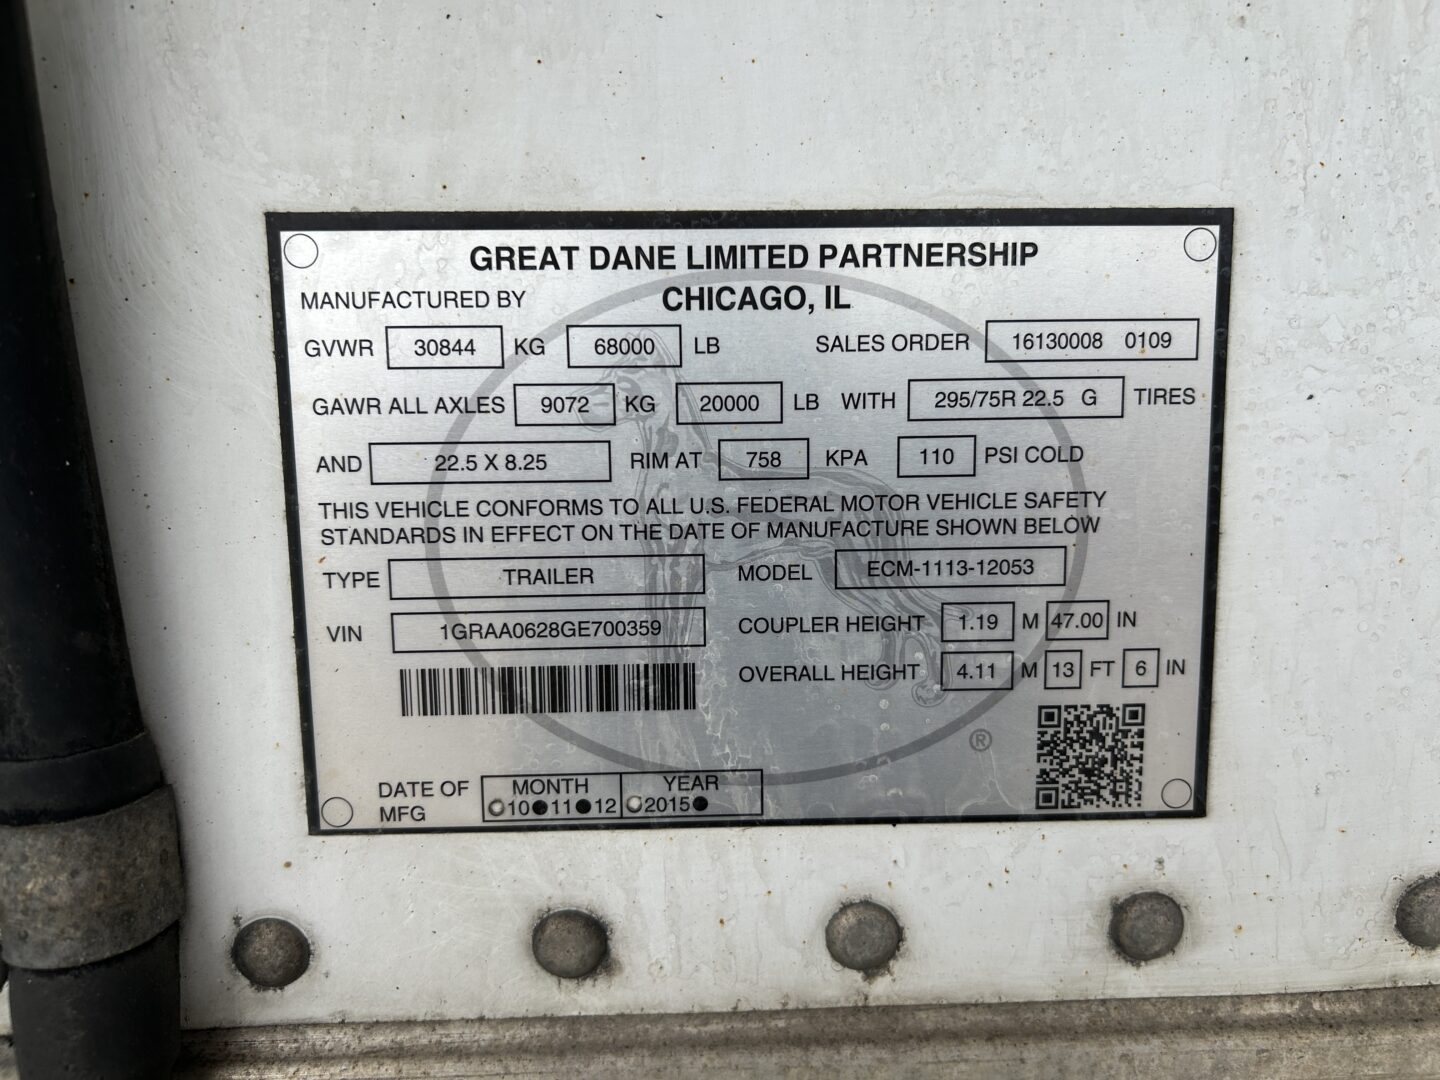 GREAT DANE LIMITED PARTNERSHIP
MANUFACTURED BY CHICAGO, IL
GVWR 30844 KG 68000 LB SALES ORDER 16130008 0109
GAWR ALL AXLES 9072 KG 20000 LB WITH 295/75R 22.5 G TIRES
AND 22.5 X 8.25 RIM AT 758 KPA 110 PSI COLD
THIS VEHICLE CONFORMS TO ALL U.S. FEDERAL MOTOR VEHICLE SAFETY
STANDARDS IN EFFECT ON THE DATE OF MANUFACTURE SHOWN BELOW
TYPE TRAILER MODEL ECM-1113-12053
VIN 1GRAA0628GE700359 COUPLER HEIGHT 1.19 M 47.00 IN
OVERALL HEIGHT 4.11 M 13 FT 6 IN
®
DATE OF MFG MONTH YEAR
10 11 12 2015